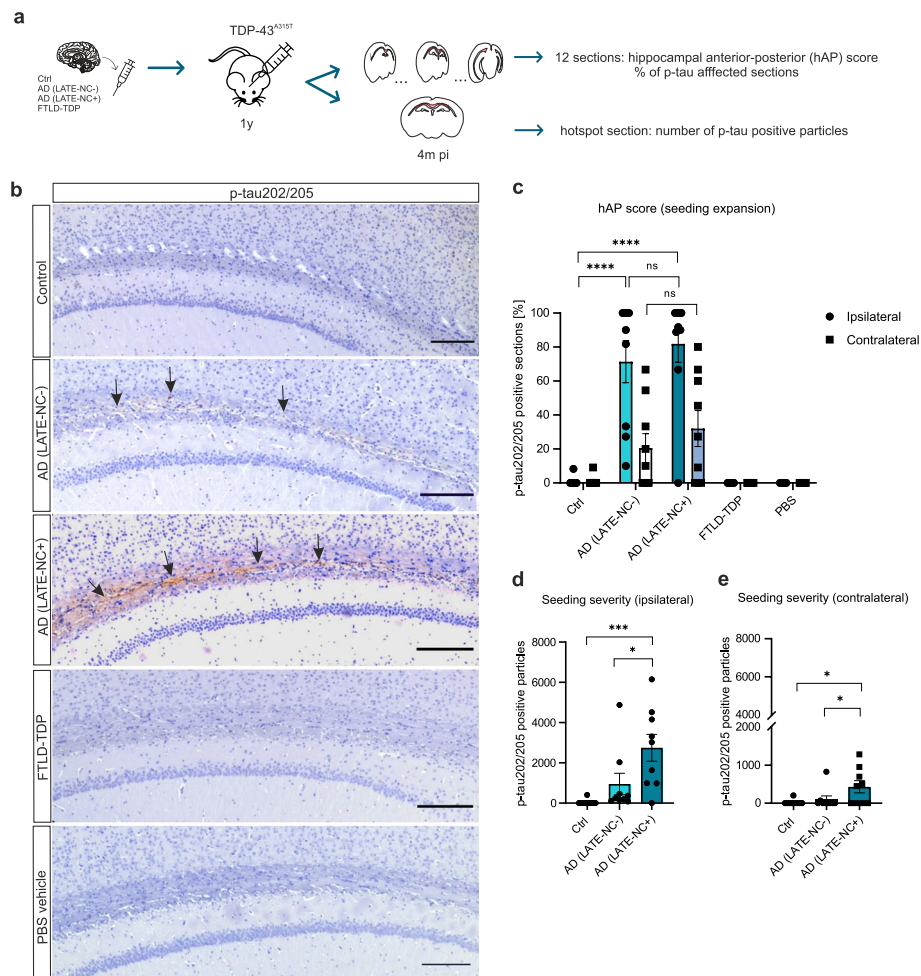 a
TDP-43^A315T
Ctrl
AD (LATE-NC-)
AD (LATE-NC+)
FTLD-TDP
1y
... ...
4m pi
12 sections: hippocampal anterior-posterior (hAP) score
% of p-tau afffected sections
hotspot section: number of p-tau positive particles
b
p-tau202/205
Control
AD (LATE-NC-)
AD (LATE-NC+)
FTLD-TDP
PBS vehicle
c
hAP score (seeding expansion)
****
****
ns
ns
p-tau202/205 positive sections [%]
100
80
60
40
20
0
Ctrl
AD (LATE-NC-)
AD (LATE-NC+)
FTLD-TDP
PBS
Ipsilateral
Contralateral
d
Seeding severity (ipsilateral)
***
*
p-tau202/205 positive particles
8000
6000
4000
2000
0
Ctrl
AD (LATE-NC-)
AD (LATE-NC+)
e
Seeding severity (contralateral)
*
*
p-tau202/205 positive particles
8000
6000
4000
2000
1000
0
Ctrl
AD (LATE-NC-)
AD (LATE-NC+)